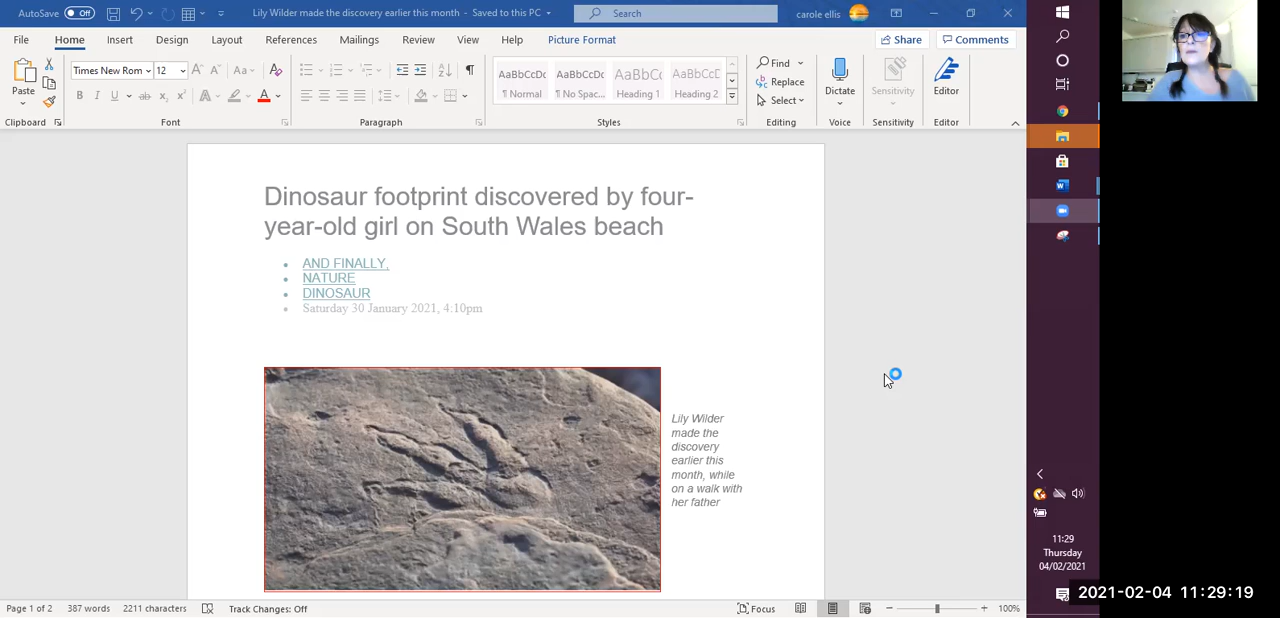 AutoSave Off Lily Wilder made the discovery earlier this month - Saved to this PC Search carole ellis
File Home Insert Design Layout References Mailings Review View Help Picture Format Share Comments
Times New Rom 12 Aa
Paste
B I U ab x x A A
AaBbCcDc AaBbCcDc AaBbCc AaBbCcD
¶ Normal ¶ No Spac... Heading 1 Heading 2
Find
Replace
Select
Dictate Sensitivity Editor
Clipboard Font Paragraph Styles Editing Voice Sensitivity Editor
Dinosaur footprint discovered by four-
year-old girl on South Wales beach
• AND FINALLY,
• NATURE
• DINOSAUR
• Saturday 30 January 2021, 4:10pm
Lily Wilder
made the
discovery
earlier this
month, while
on a walk with
her father
Page 1 of 2 387 words 2211 characters Track Changes: Off Focus 100%
11:29
Thursday
04/02/2021
2021-02-04 11:29:19